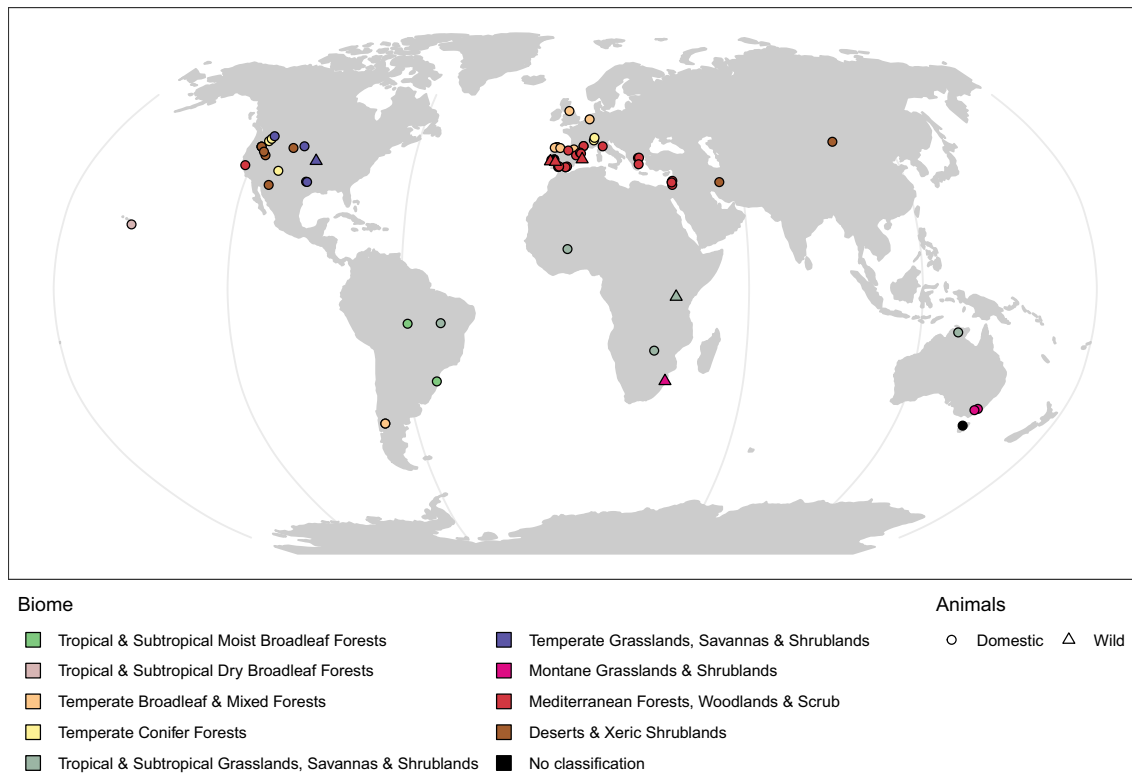 Biome
Tropical & Subtropical Moist Broadleaf Forests
Tropical & Subtropical Dry Broadleaf Forests
Temperate Broadleaf & Mixed Forests
Temperate Conifer Forests
Tropical & Subtropical Grasslands, Savannas & Shrublands
Temperate Grasslands, Savannas & Shrublands
Montane Grasslands & Shrublands
Mediterranean Forests, Woodlands & Scrub
Deserts & Xeric Shrublands
No classification
Animals
Domestic
Wild